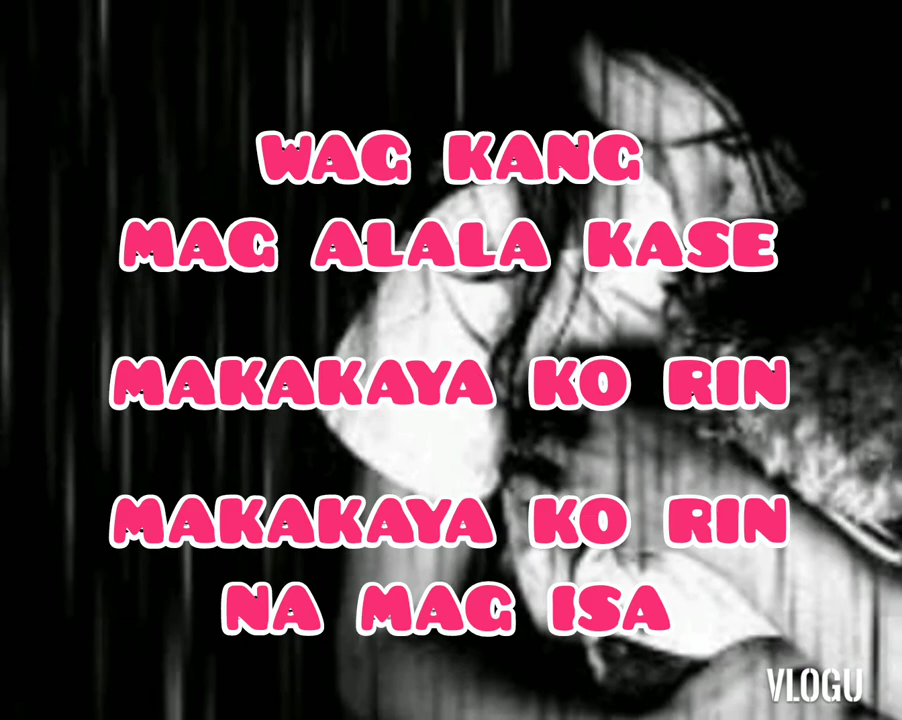 WAG KANG
MAG ALALA KASE
MAKAKAYA KO RIN
MAKAKAYA KO RIN
NA MAG ISA
VLOGU